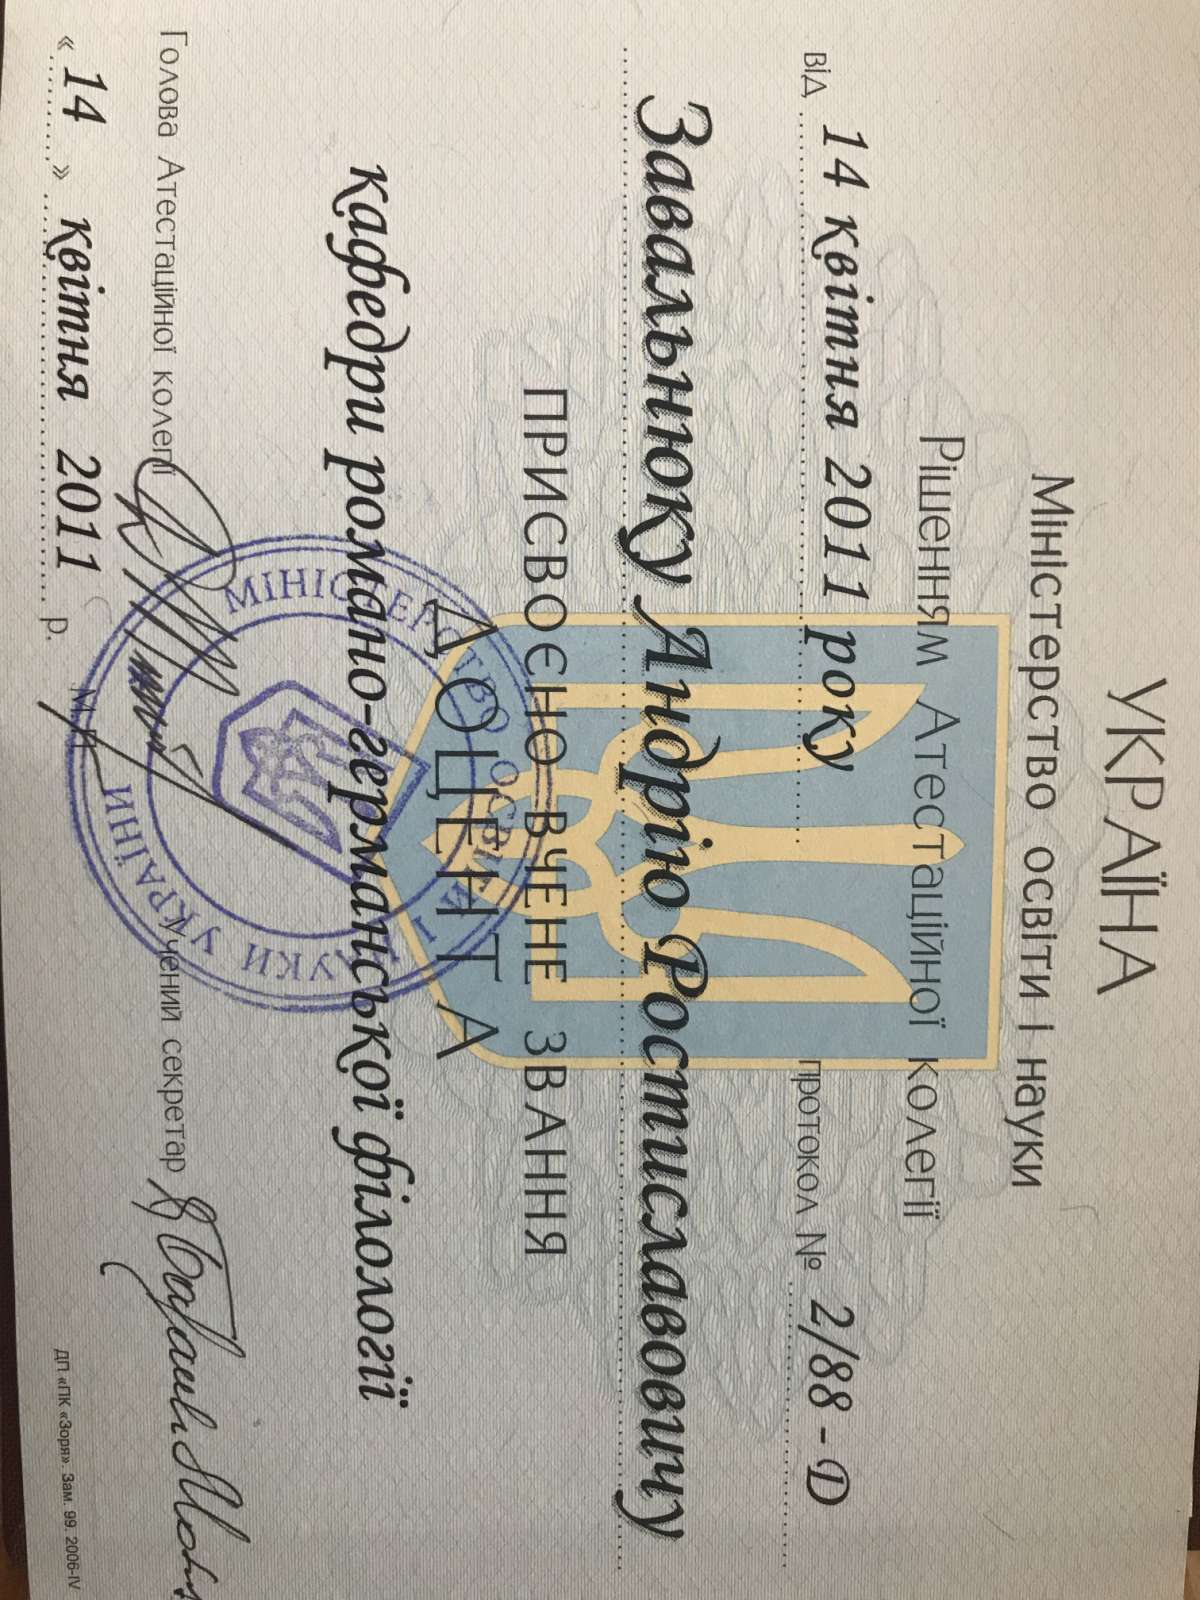 УКРАЇНА
Міністерство освіти і науки
Рішенням Атестаційної колегії
від 14 квітня 2011 року протокол № 2/88 - D
Завальнюку Андрію Ростиславовичу
ПРИСВОЄНО ВЧЕНЕ ЗВАННЯ
ДОЦЕНТА
кафедри романо-германської філології
МІНІСТЕРСТВО ОСВІТИ І НАУКИ УКРАЇНИ
Голова Атестаційної колегії Учений секретар
« 14 » квітня 2011 р. М.П.
ДП «ПК «Зоря». Зам. 99. 2006-IV